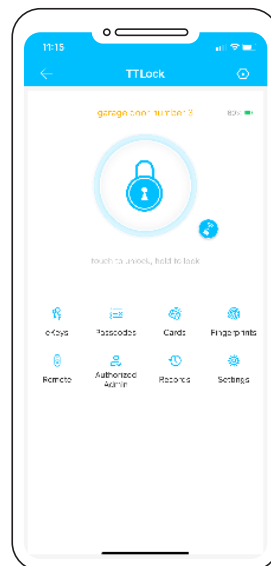 11:15
TTLock
garage door number 3
80%
touch to unlock, hold to lock
eKeys Passcodes Cards Fingerprints
Remote Authorized Admin Records Settings